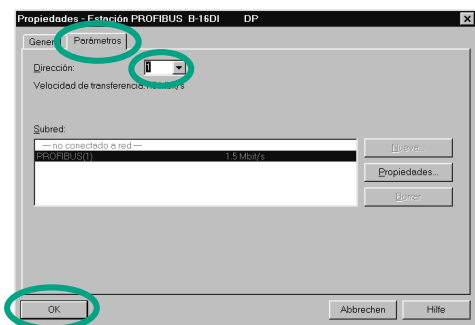 Propiedades - Estación PROFIBUS B-16DI DP
General Parámetros
Dirección: 1
Velocidad de transferencia:
Subred:
— no conectado a red —
PROFIBUS(1) 1.5 Mbit/s
Nueva...
Propiedades...
Borrar
OK Abbrechen Hilfe